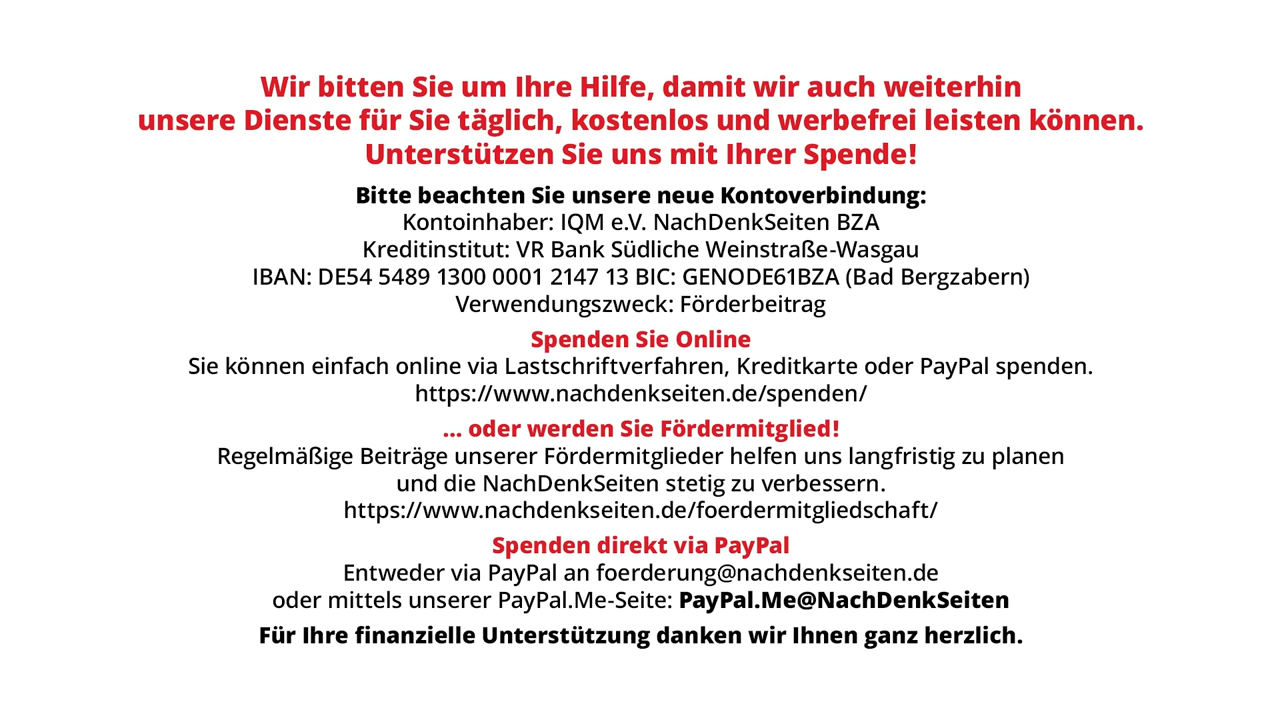 Wir bitten Sie um Ihre Hilfe, damit wir auch weiterhin
unsere Dienste für Sie täglich, kostenlos und werbefrei leisten können.
Unterstützen Sie uns mit Ihrer Spende!
Bitte beachten Sie unsere neue Kontoverbindung:
Kontoinhaber: IQM e.V. NachDenkSeiten BZA
Kreditinstitut: VR Bank Südliche Weinstraße-Wasgau
IBAN: DE54 5489 1300 0001 2147 13 BIC: GENODE61BZA (Bad Bergzabern)
Verwendungszweck: Förderbeitrag
Spenden Sie Online
Sie können einfach online via Lastschriftverfahren, Kreditkarte oder PayPal spenden.
https://www.nachdenkseiten.de/spenden/
... oder werden Sie Fördermitglied!
Regelmäßige Beiträge unserer Fördermitglieder helfen uns langfristig zu planen
und die NachDenkSeiten stetig zu verbessern.
https://www.nachdenkseiten.de/foerdermitgliedschaft/
Spenden direkt via PayPal
Entweder via PayPal an foerderung@nachdenkseiten.de
oder mittels unserer PayPal.Me-Seite: PayPal.Me@NachDenkSeiten
Für Ihre finanzielle Unterstützung danken wir Ihnen ganz herzlich.